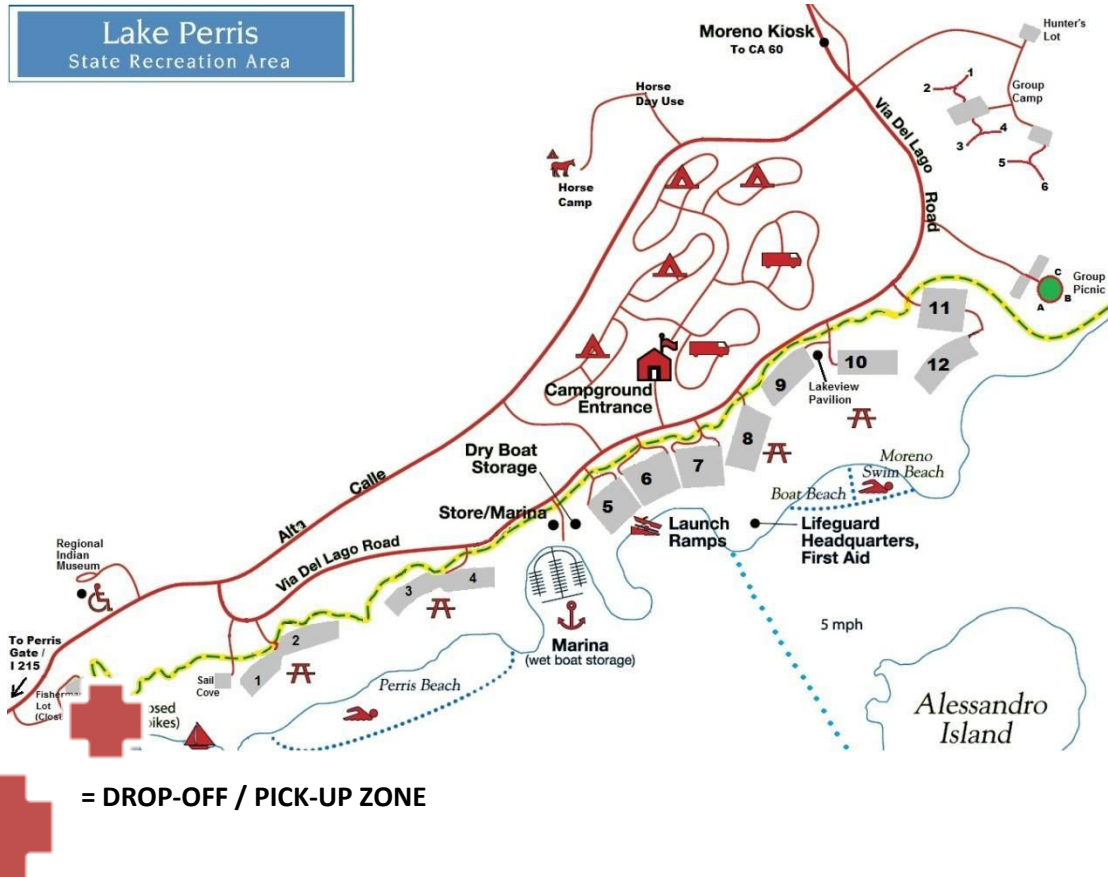 Lake Perris
State Recreation Area
Moreno Kiosk
To CA 60
Hunter's
Lot
Horse
Day Use
Group
Camp
1
2
3
4
5
6
Via Del Lago
Road
Horse
Camp
Group
Picnic
C
A
B
11
12
10
9
Lakeview
Pavilion
Campground
Entrance
8
7
6
5
Dry Boat
Storage
Store/Marina
Moreno
Swim Beach
Boat Beach
Launch
Ramps
Lifeguard
Headquarters,
First Aid
Calle
Alta
Via Del Lago Road
Regional
Indian
Museum
3
4
Marina
(wet boat storage)
5 mph
To Perris
Gate /
I 215
2
1
Sail
Cove
Perris Beach
Lot
Alessandro
Island
= DROP-OFF / PICK-UP ZONE